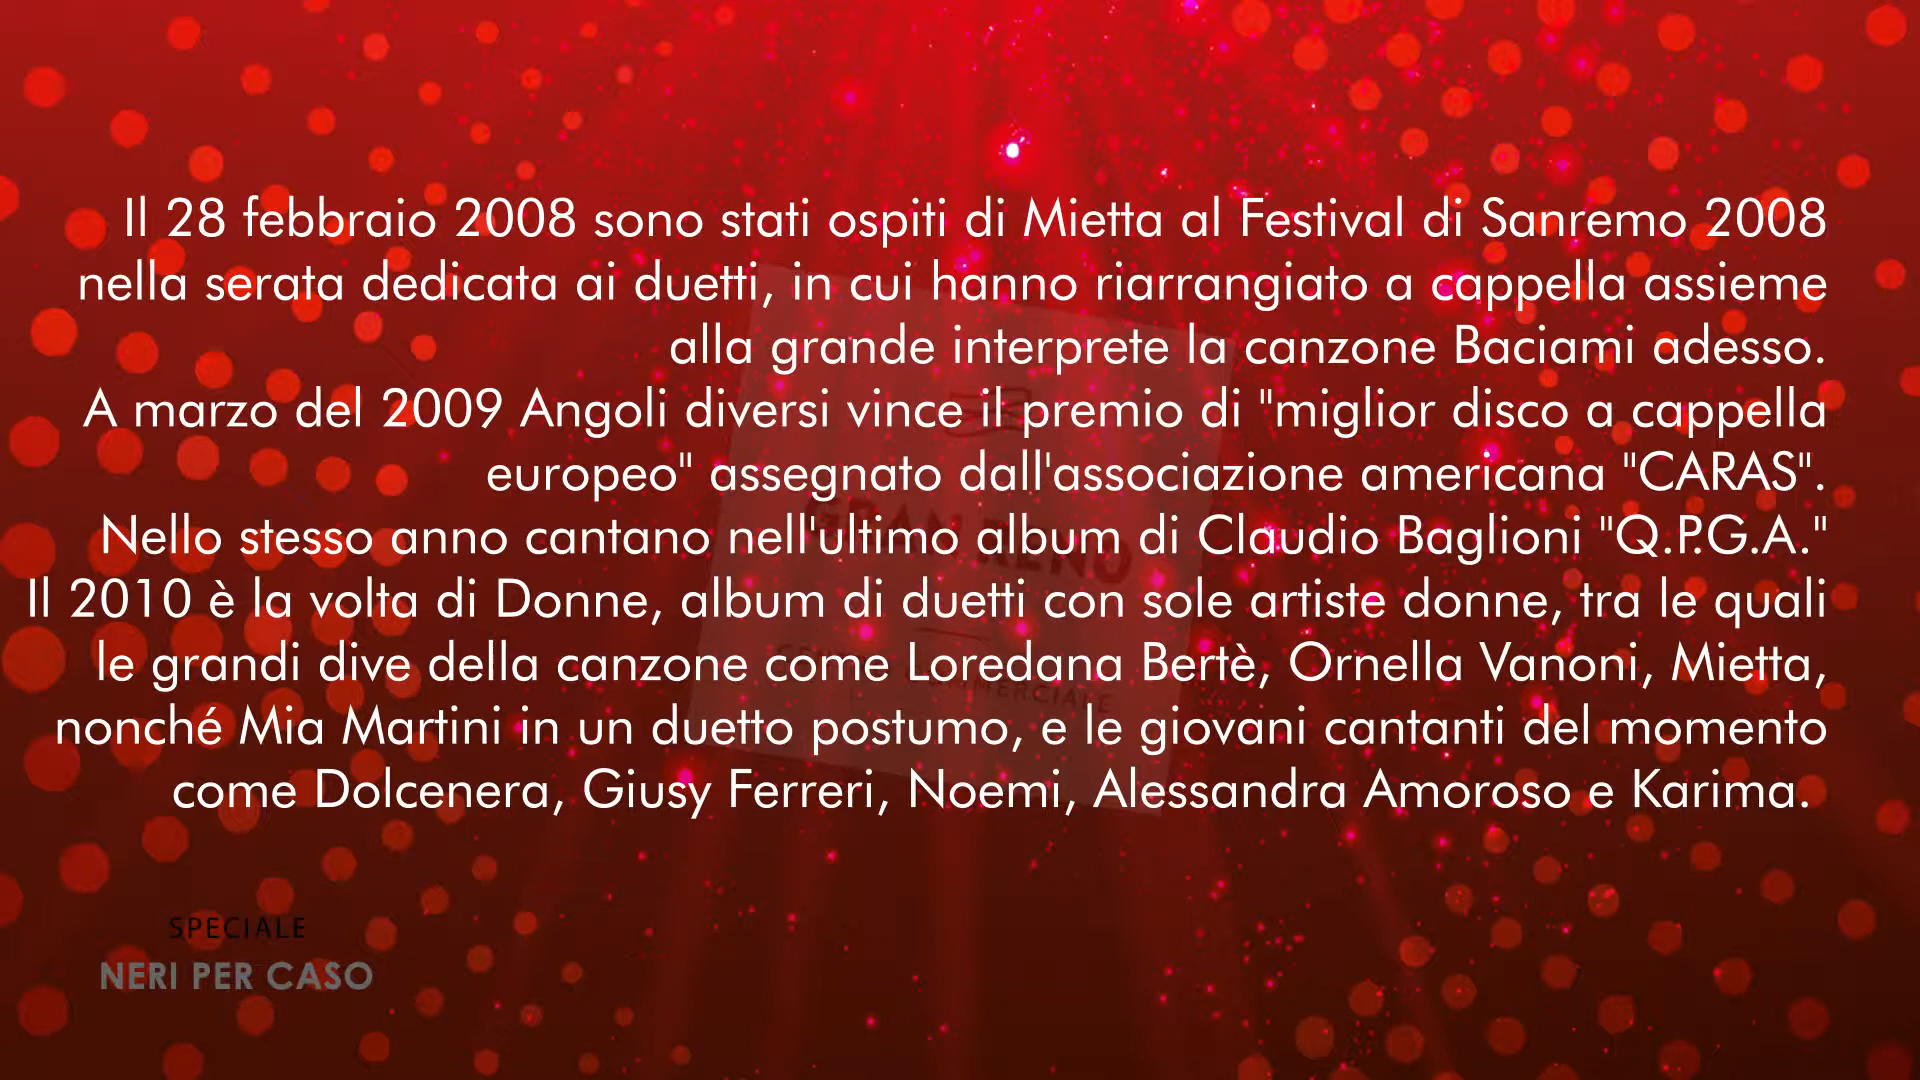 Il 28 febbraio 2008 sono stati ospiti di Mietta al Festival di Sanremo 2008
nella serata dedicata ai duetti, in cui hanno riarrangiato a cappella assieme
alla grande interprete la canzone Baciami adesso.
A marzo del 2009 Angoli diversi vince il premio di "miglior disco a cappella
europeo" assegnato dall'associazione americana "CARAS".
Nello stesso anno cantano nell'ultimo album di Claudio Baglioni "Q.P.G.A."
Il 2010 è la volta di Donne, album di duetti con sole artiste donne, tra le quali
le grandi dive della canzone come Loredana Bertè, Ornella Vanoni, Mietta,
nonché Mia Martini in un duetto postumo, e le giovani cantanti del momento
come Dolcenera, Giusy Ferreri, Noemi, Alessandra Amoroso e Karima.
GRAN RENO
CENTRO COMMERCIALE
SPECIALE
NERI PER CASO